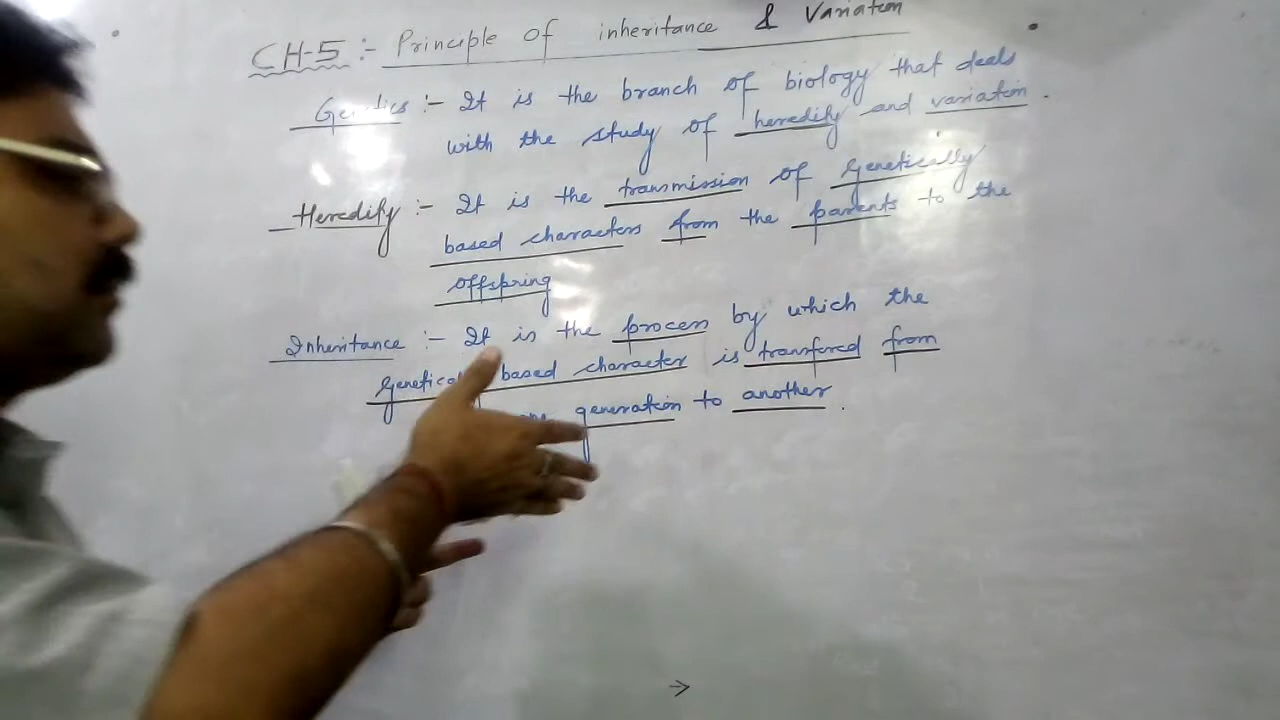 CH-5 :- Principle of inheritance & Variation
Genetics :- It is the branch of biology that deals
with the study of heredity and variation .
Heredity :- It is the transmission of Genetically
based characters from the parents to the
offspring
Inheritance :- It is the process by which the
based character is transfered from
generation to another .
→